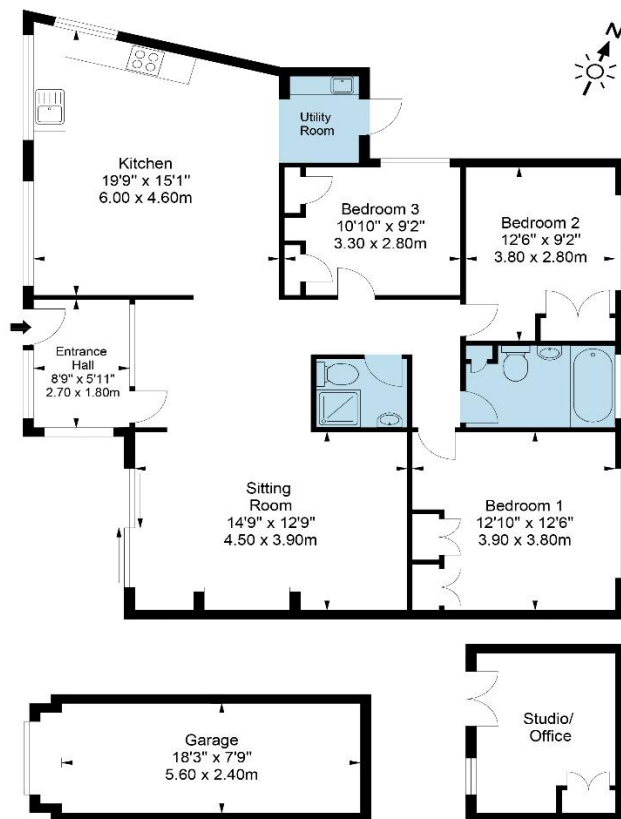 N
Utility
Room
Kitchen
19'9" x 15'1"
6.00 x 4.60m
Bedroom 3
10'10" x 9'2"
3.30 x 2.80m
Bedroom 2
12'6" x 9'2"
3.80 x 2.80m
Entrance
Hall
8'9" x 5'11"
2.70 x 1.80m
Sitting
Room
14'9" x 12'9"
4.50 x 3.90m
Bedroom 1
12'10" x 12'6"
3.90 x 3.80m
Garage
18'3" x 7'9"
5.60 x 2.40m
Studio/
Office